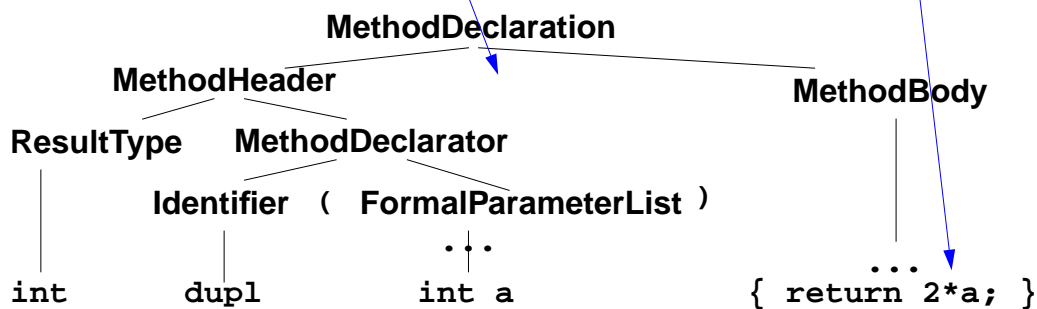 MethodDeclaration
MethodHeader MethodBody
ResultType MethodDeclarator
Identifier ( FormalParameterList )
... ...
int dupl int a { return 2*a; }